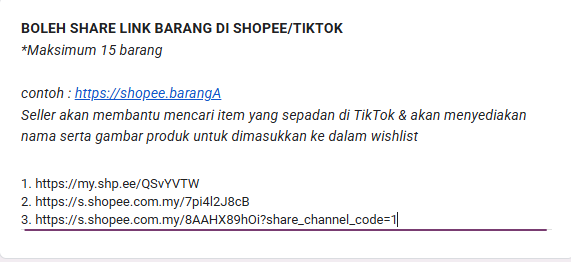 BOLEH SHARE LINK BARANG DI SHOPEE/TIKTOK
*Maksimum 15 barang
contoh : https://shopee.barangA
Seller akan membantu mencari item yang sepadan di TikTok & akan menyediakan
nama serta gambar produk untuk dimasukkan ke dalam wishlist
1. https://my.shp.ee/QSvYVTW
2. https://s.shopee.com.my/7pi4l2J8cB
3. https://s.shopee.com.my/8AAHX89hOi?share_channel_code=1